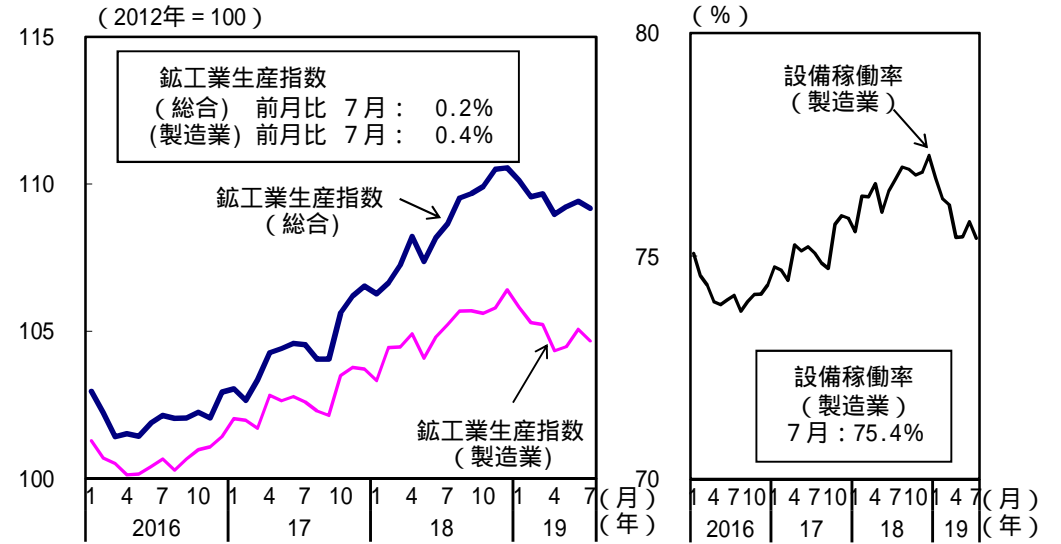 （2012年＝100）
115
110
105
100
鉱工業生産指数
（総合） 前月比 ７月： 0.2%
（製造業）前月比 ７月： 0.4%
鉱工業生産指数
（総合）
鉱工業生産指数
（製造業）
1 4 7 10 1 4 7 10 1 4 7 10 1 4 7（月）
2016 17 18 19（年）
（％）
80
75
70
設備稼働率
（製造業）
設備稼働率
（製造業）
７月：75.4%
1 4 7 10 1 4 7 10 1 4 7 10 1 4 7（月）
2016 17 18 19（年）